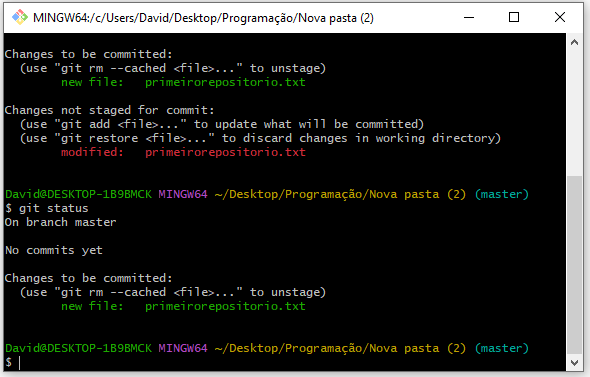 MINGW64:/c/Users/David/Desktop/Programação/Nova pasta (2)
Changes to be committed:
  (use "git rm --cached <file>..." to unstage)
        new file:   primeirorepositorio.txt
Changes not staged for commit:
  (use "git add <file>..." to update what will be committed)
  (use "git restore <file>..." to discard changes in working directory)
        modified:   primeirorepositorio.txt
David@DESKTOP-1B9BMCK MINGW64 ~/Desktop/Programação/Nova pasta (2) (master)
$ git status
On branch master
No commits yet
Changes to be committed:
  (use "git rm --cached <file>..." to unstage)
        new file:   primeirorepositorio.txt
David@DESKTOP-1B9BMCK MINGW64 ~/Desktop/Programação/Nova pasta (2) (master)
$